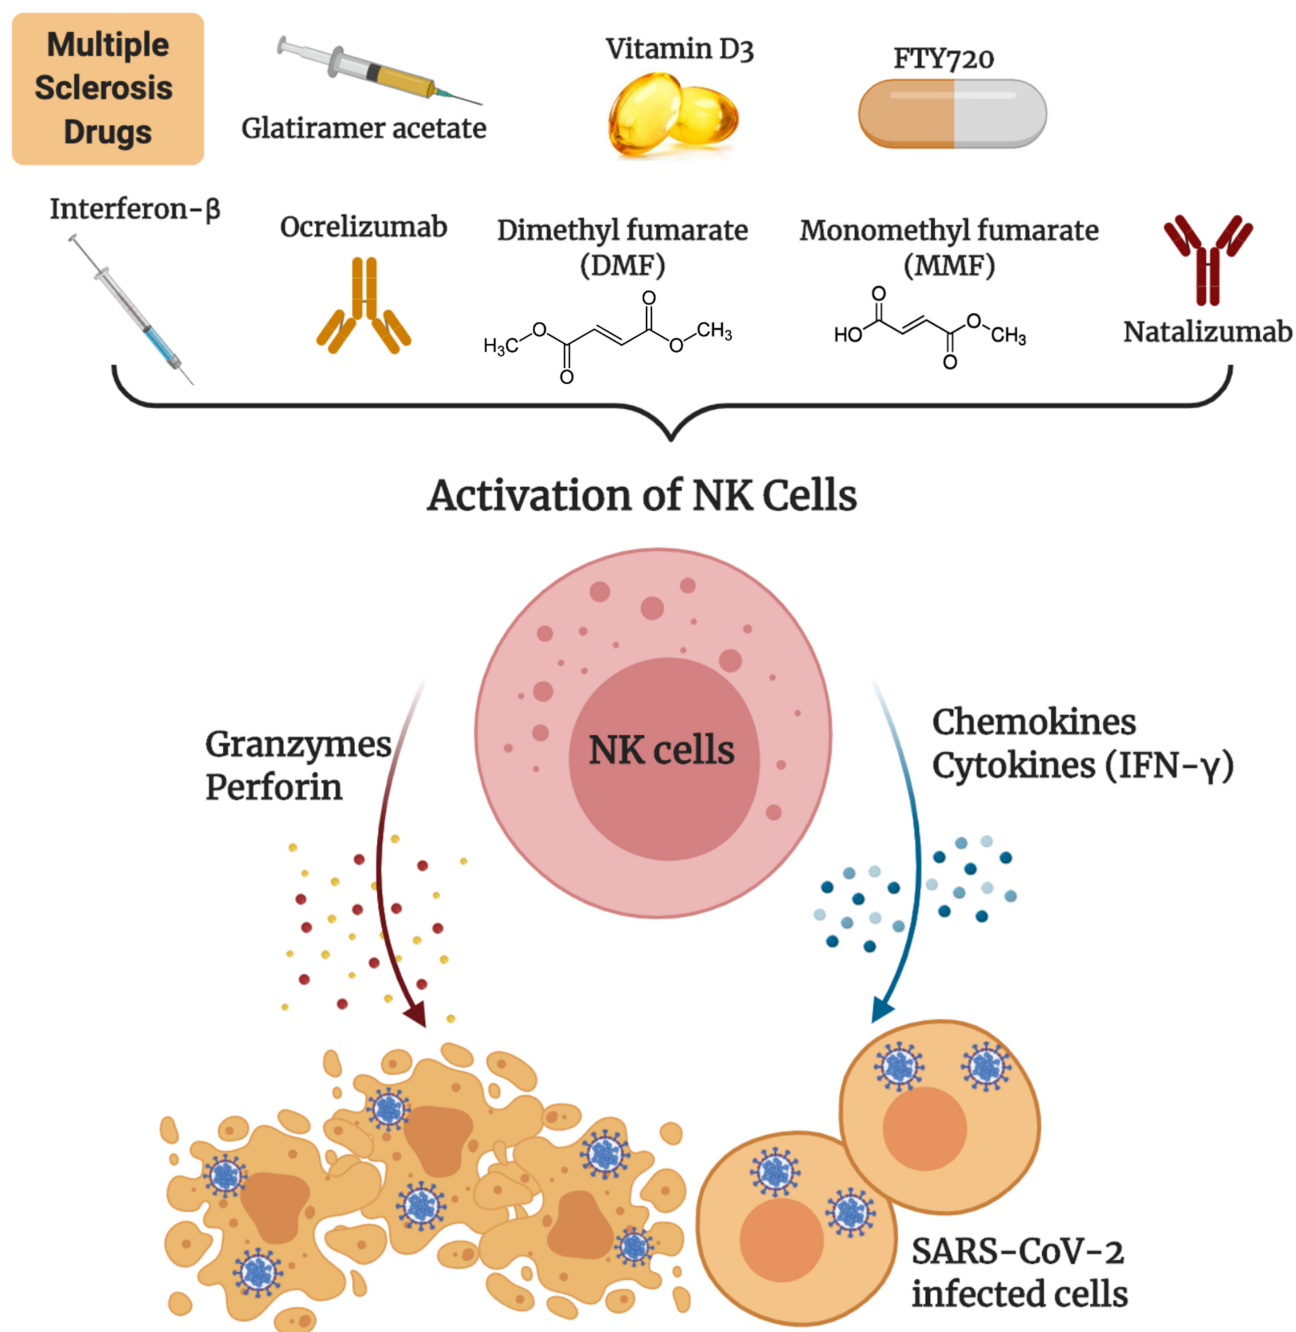 Multiple
Sclerosis
Drugs
Glatiramer acetate
Vitamin D3
FTY720
Interferon-β
Ocrelizumab
Dimethyl fumarate
(DMF)
Monomethyl fumarate
(MMF)
Natalizumab
H₃C
O
O
O
O
CH₃
HO
O
O
O
CH₃
Activation of NK Cells
NK cells
Granzymes
Perforin
Chemokines
Cytokines (IFN-γ)
SARS-CoV-2
infected cells